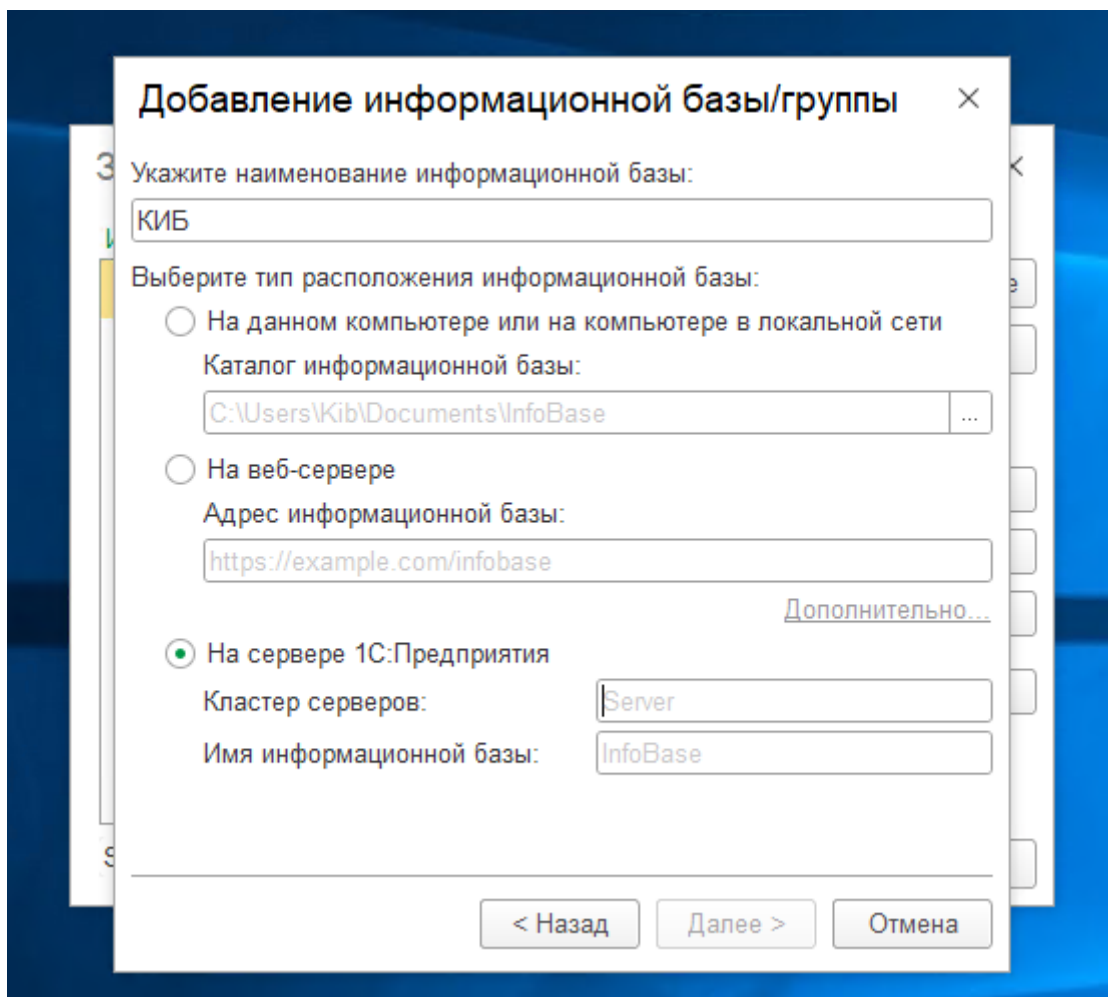 Добавление информационной базы/группы
Укажите наименование информационной базы:
КИБ
Выберите тип расположения информационной базы:
На данном компьютере или на компьютере в локальной сети
Каталог информационной базы:
C:\Users\Kib\Documents\InfoBase
...
На веб-сервере
Адрес информационной базы:
https://example.com/infobase
Дополнительно...
На сервере 1С:Предприятия
Кластер серверов:
Server
Имя информационной базы:
InfoBase
< Назад
Далее >
Отмена